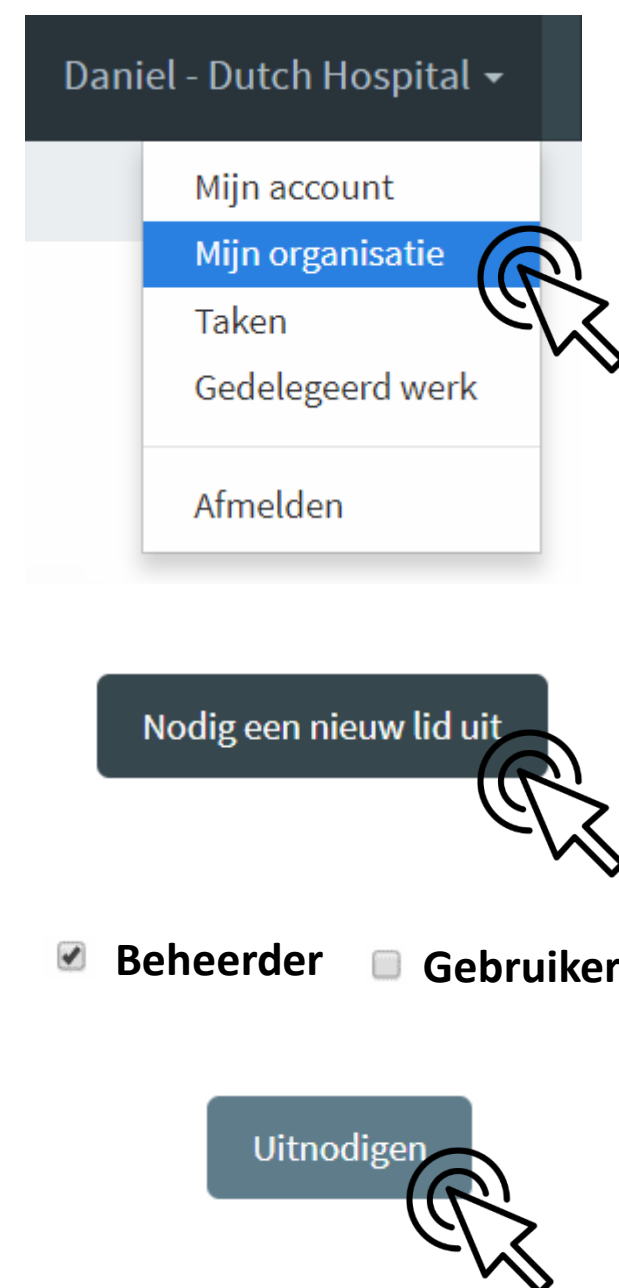 Daniel - Dutch Hospital
Mijn account
Mijn organisatie
Taken
Gedelegeerd werk
Afmelden
Nodig een nieuw lid uit
Beheerder Gebruiker
Uitnodigen